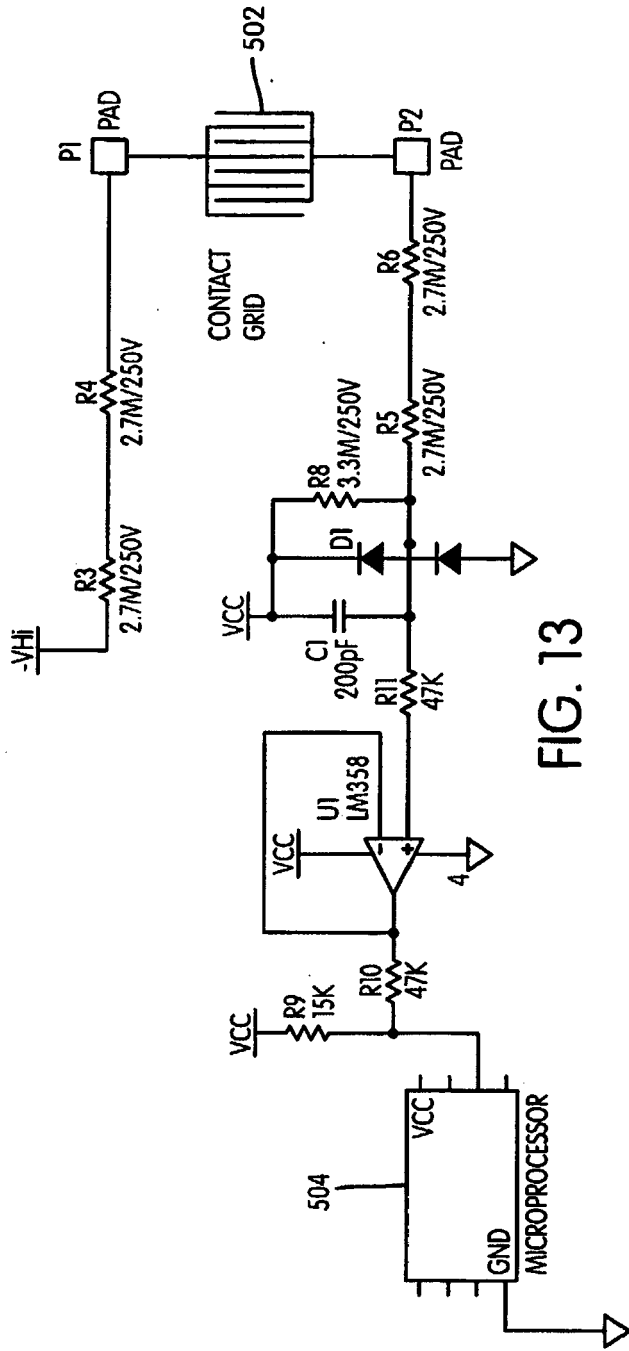 -VHi
R3
2.7M/250V
R4
2.7M/250V
P1
PAD
502
CONTACT
GRID
P2
PAD
R6
2.7M/250V
R5
2.7M/250V
R8
3.3M/250V
D1
VCC
C1
200pF
R11
47K
U1
LM358
VCC
-
+
4
R10
47K
VCC
R9
15K
504
VCC
GND
MICROPROCESSOR
FIG. 13